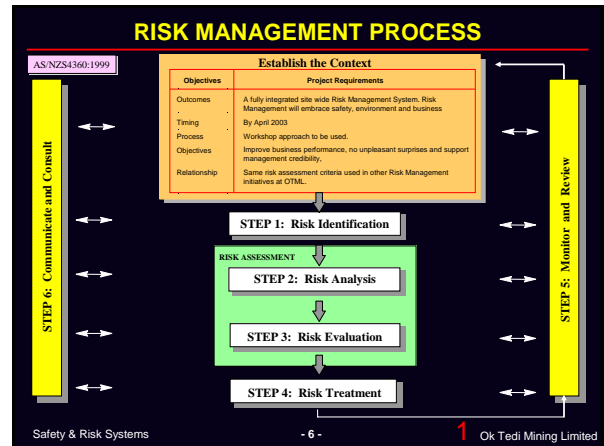 RISK MANAGEMENT PROCESS
AS/NZS4360:1999
Establish the Context
Objectives Project Requirements
Outcomes A fully integrated site wide Risk Management System. Risk
Management will embrace safety, environment and business
Timing By April 2003
Process Workshop approach to be used.
Objectives Improve business performance, no unpleasant surprises and support
management credibility,
Relationship Same risk assessment criteria used in other Risk Management
initiatives at OTML.
STEP 6: Communicate and Consult
STEP 1: Risk Identification
RISK ASSESSMENT
STEP 2: Risk Analysis
STEP 3: Risk Evaluation
STEP 4: Risk Treatment
STEP 5: Monitor and Review
Safety & Risk Systems - 6 - 1 Ok Tedi Mining Limited